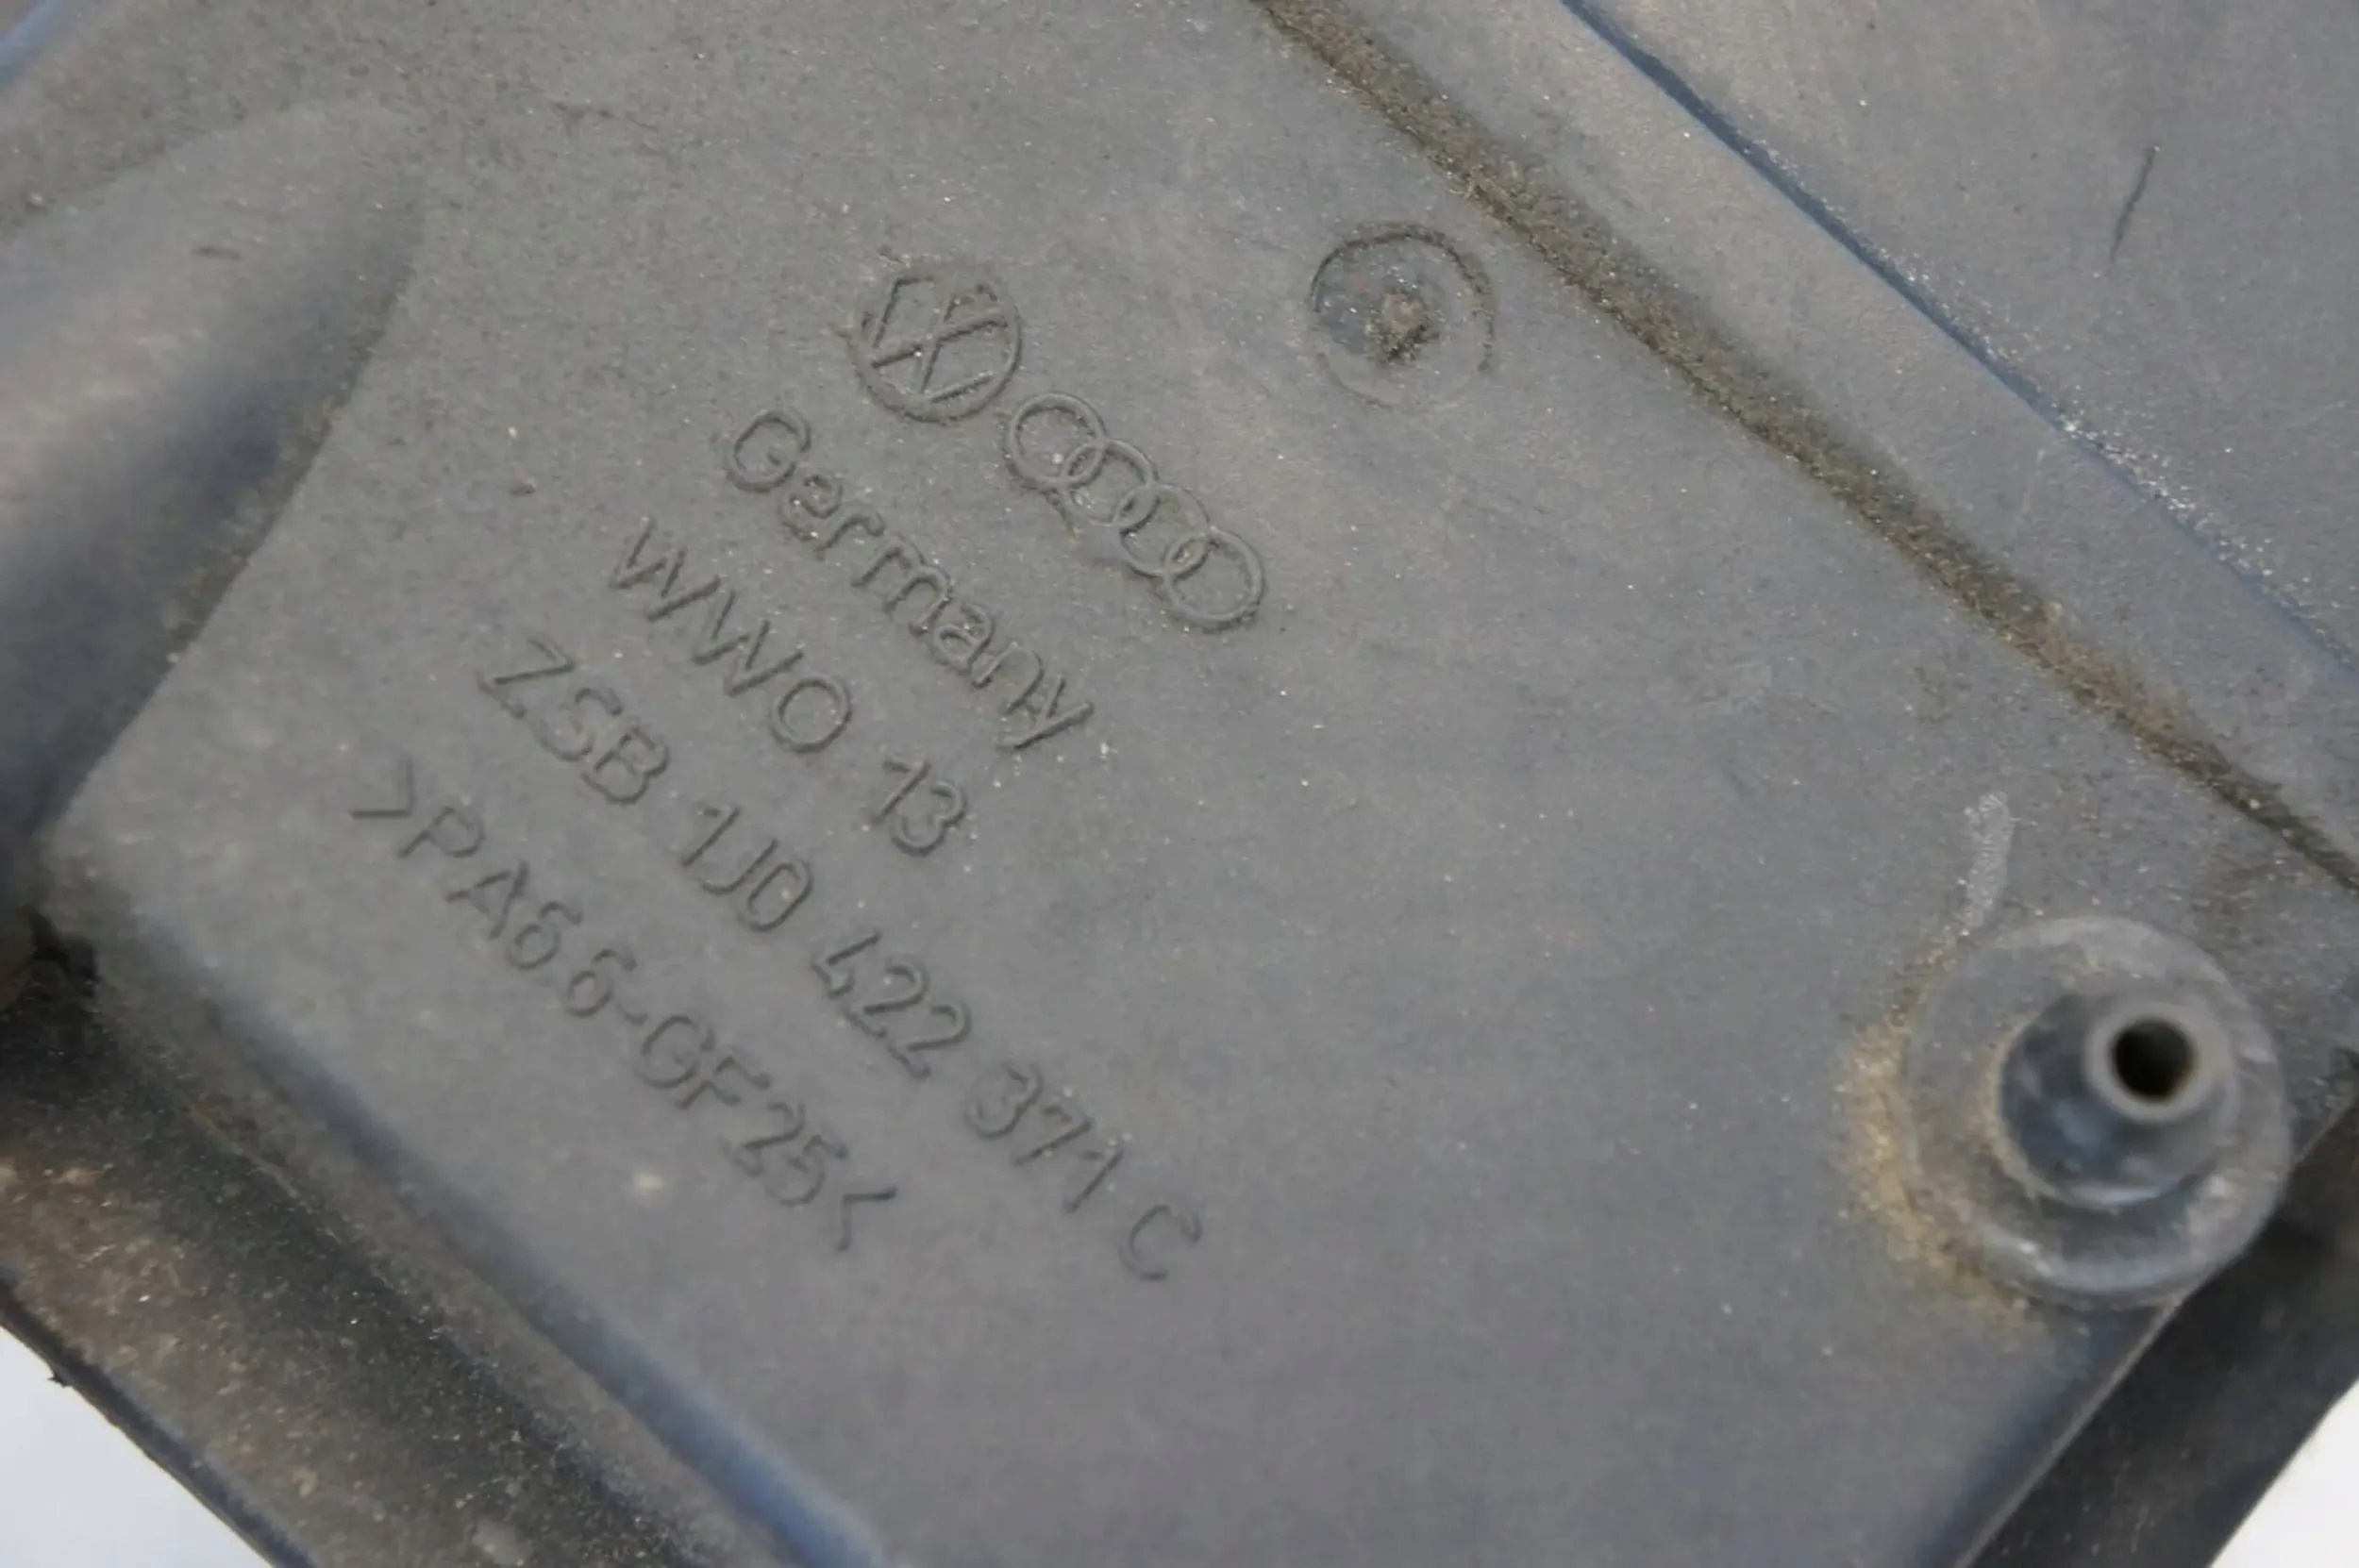 Germany
WWO 13
ZSB 1J0 422 371 C
>PA6.6-GF25<